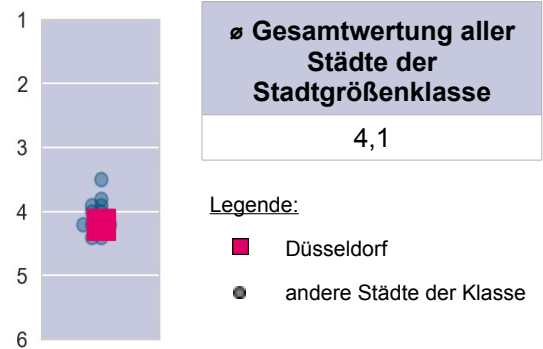 1
2
3
4
5
6
⌀ Gesamtwertung aller
Städte der
Stadtgrößenklasse
4,1
Legende:
Düsseldorf
andere Städte der Klasse